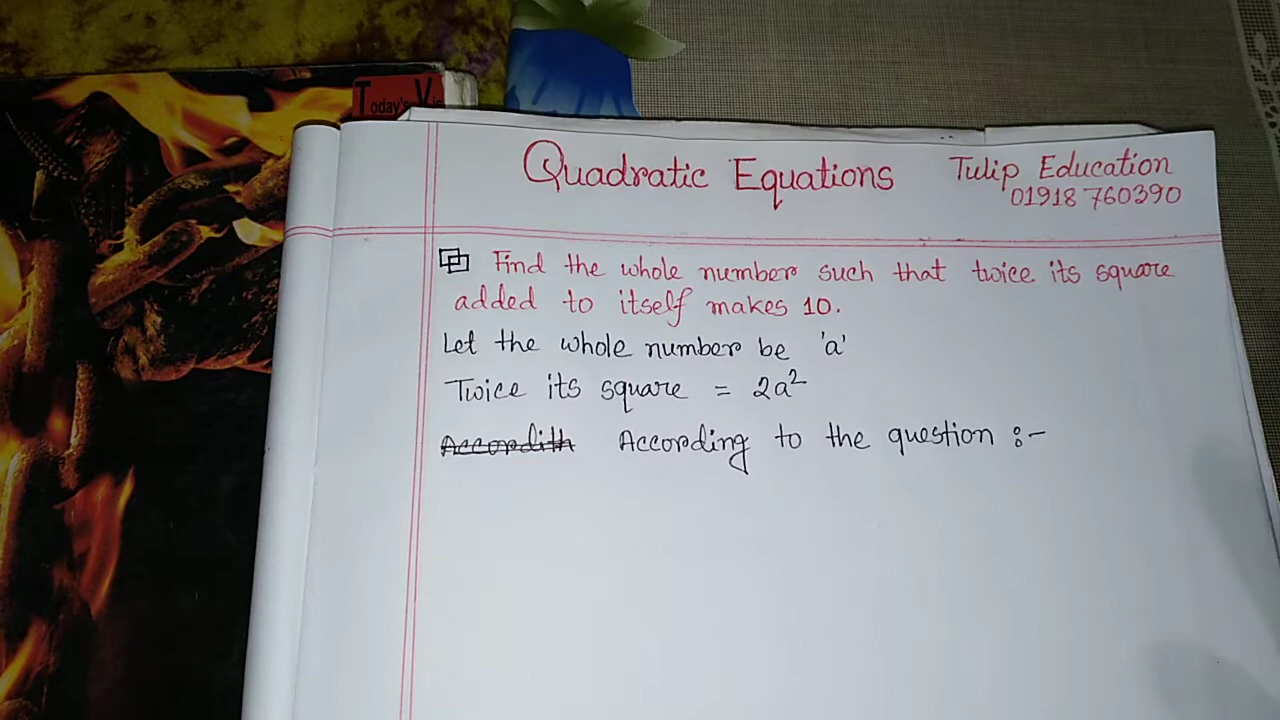 Today's
Quadratic Equations
Tulip Education
01918 760390
Find the whole number such that twice its square
added to itself makes 10.
Let the whole number be 'a'
Twice its square = 2a²
Accordith According to the question :-